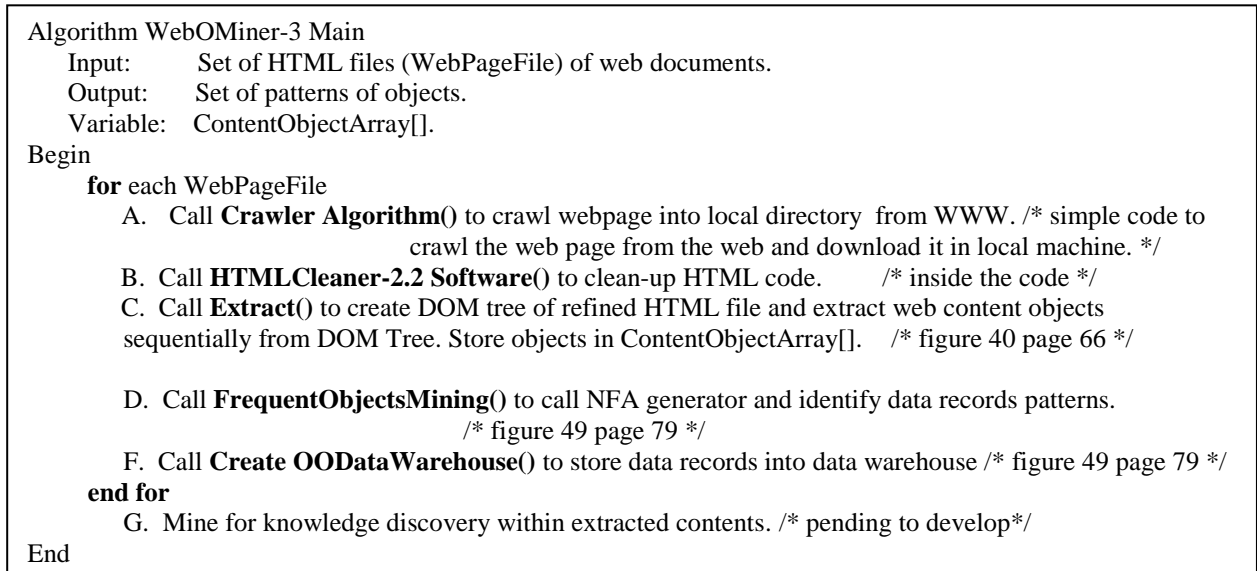 Algorithm WebOMiner-3 Main
Input: Set of HTML files (WebPageFile) of web documents.
Output: Set of patterns of objects.
Variable: ContentObjectArray[].
Begin
for each WebPageFile
A. Call Crawler Algorithm() to crawl webpage into local directory from WWW. /* simple code to
crawl the web page from the web and download it in local machine. */
B. Call HTMLCleaner-2.2 Software() to clean-up HTML code. /* inside the code */
C. Call Extract() to create DOM tree of refined HTML file and extract web content objects
sequentially from DOM Tree. Store objects in ContentObjectArray[]. /* figure 40 page 66 */
D. Call FrequentObjectsMining() to call NFA generator and identify data records patterns.
/* figure 49 page 79 */
F. Call Create OODataWarehouse() to store data records into data warehouse /* figure 49 page 79 */
end for
G. Mine for knowledge discovery within extracted contents. /* pending to develop*/
End